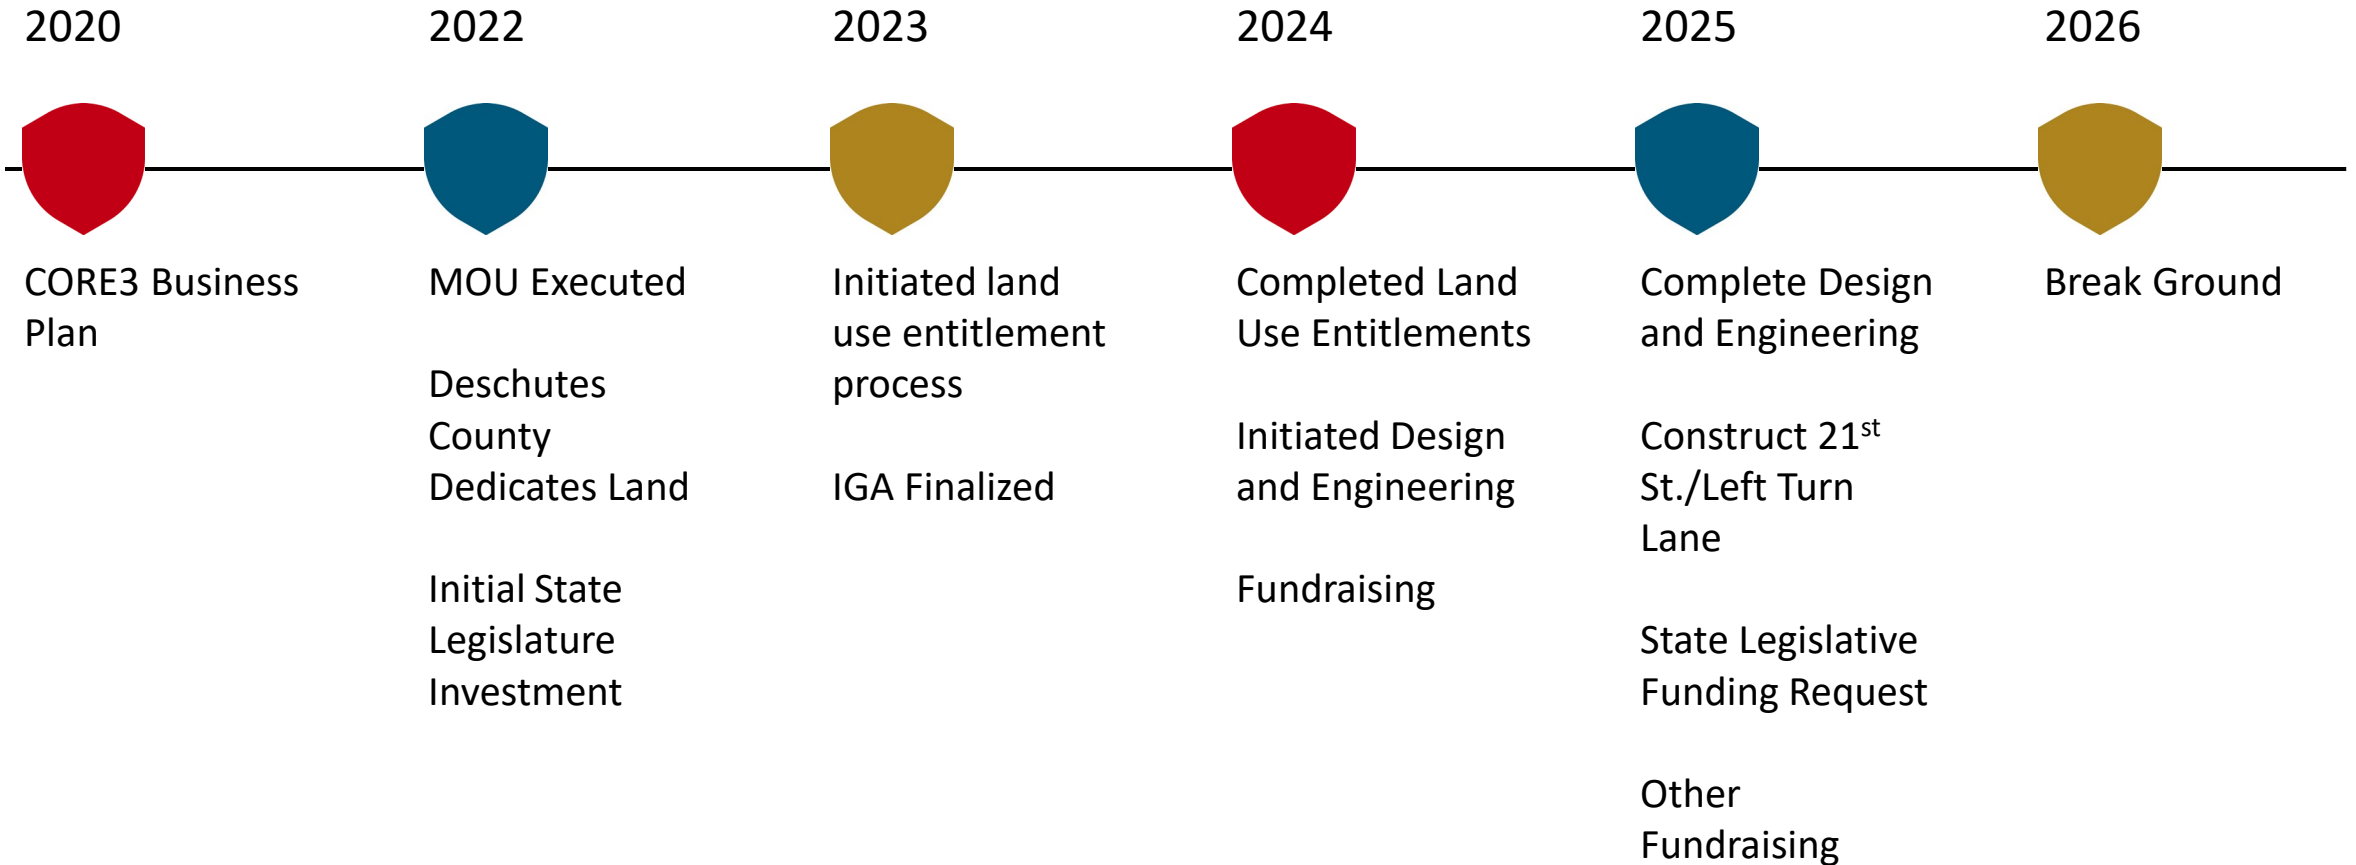 2020
CORE3 Business
Plan
2022
MOU Executed
Deschutes
County
Dedicates Land
Initial State
Legislature
Investment
2023
Initiated land
use entitlement
process
IGA Finalized
2024
Completed Land
Use Entitlements
Initiated Design
and Engineering
Fundraising
2025
Complete Design
and Engineering
Construct 21st
St./Left Turn
Lane
State Legislative
Funding Request
Other
Fundraising
2026
Break Ground